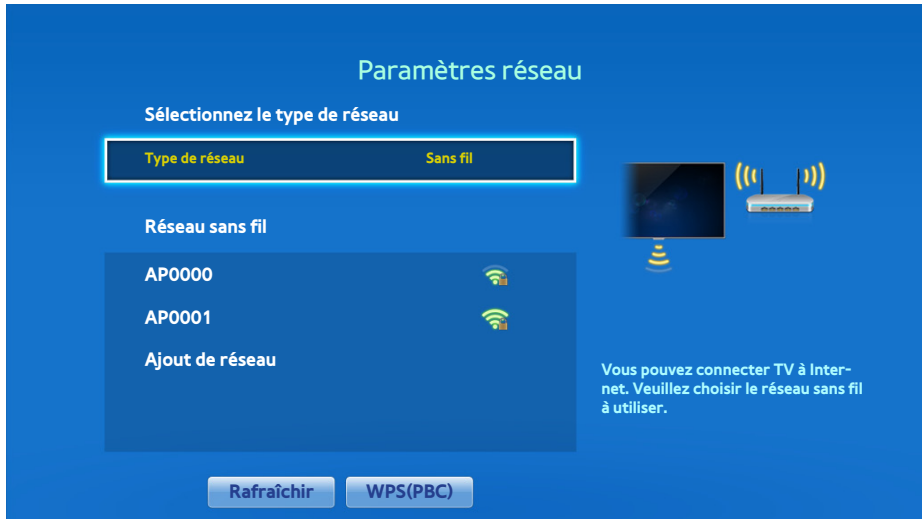 Paramètres réseau
Sélectionnez le type de réseau
Type de réseau Sans fil
Réseau sans fil
AP0000
AP0001
Ajout de réseau
Vous pouvez connecter TV à Inter-
net. Veuillez choisir le réseau sans fil
à utiliser.
Rafraîchir WPS(PBC)